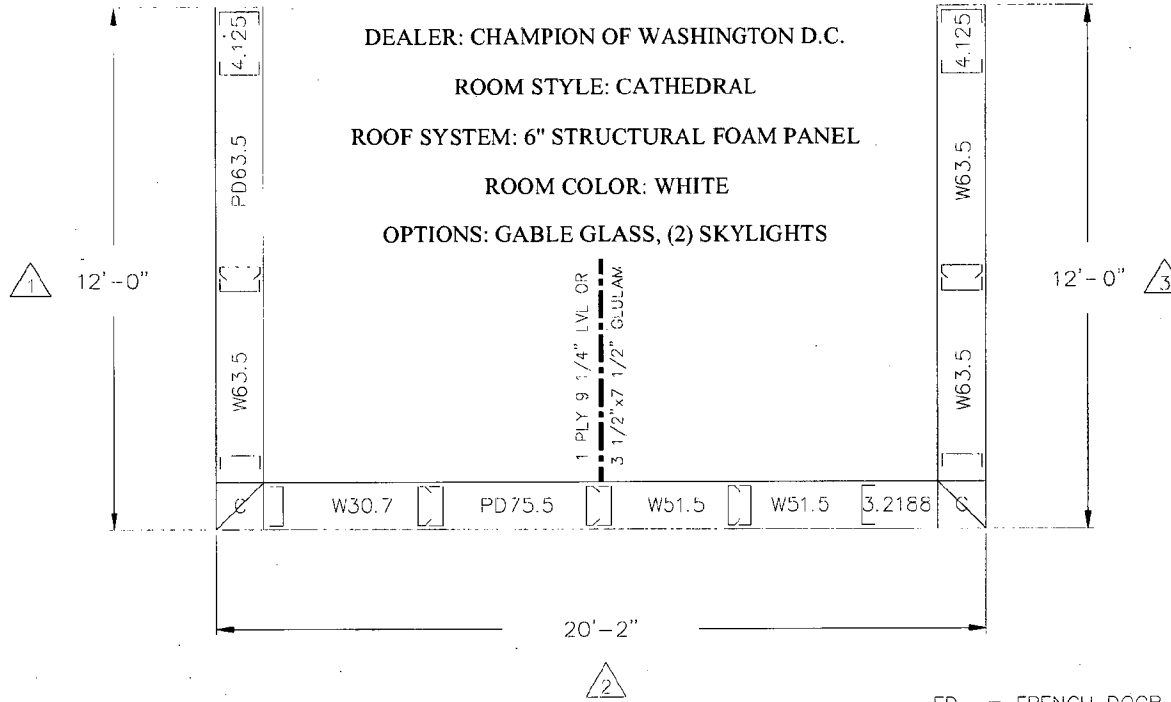 DEALER: CHAMPION OF WASHINGTON D.C.
ROOM STYLE: CATHEDRAL
ROOF SYSTEM: 6" STRUCTURAL FOAM PANEL
ROOM COLOR: WHITE
OPTIONS: GABLE GLASS, (2) SKYLIGHTS
4.125
PD63.5
W63.5
1
12'-0"
1 PLY 9 1/4" LVL OR
3 1/2"x7 1/2" GLULAM
4.125
W63.5
W63.5
12'-0"
3
C
W30.7
PD75.5
W51.5
W51.5
3.2188
C
20'-2"
2